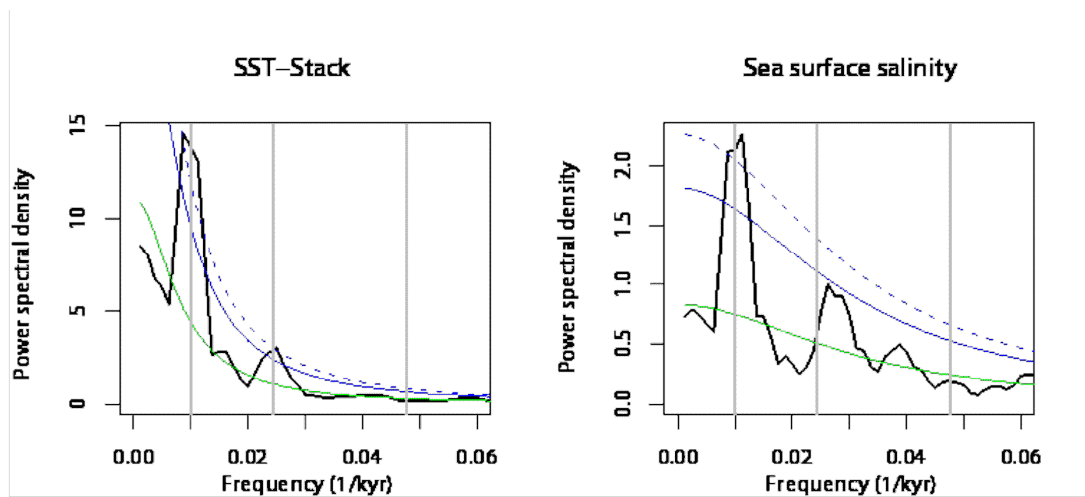 SST–Stack
Power spectral density
15
10
5
0
0.00 0.02 0.04 0.06
Frequency (1/kyr)
Sea surface salinity
Power spectral density
2.0
1.5
1.0
0.5
0.0
0.00 0.02 0.04 0.06
Frequency (1/kyr)